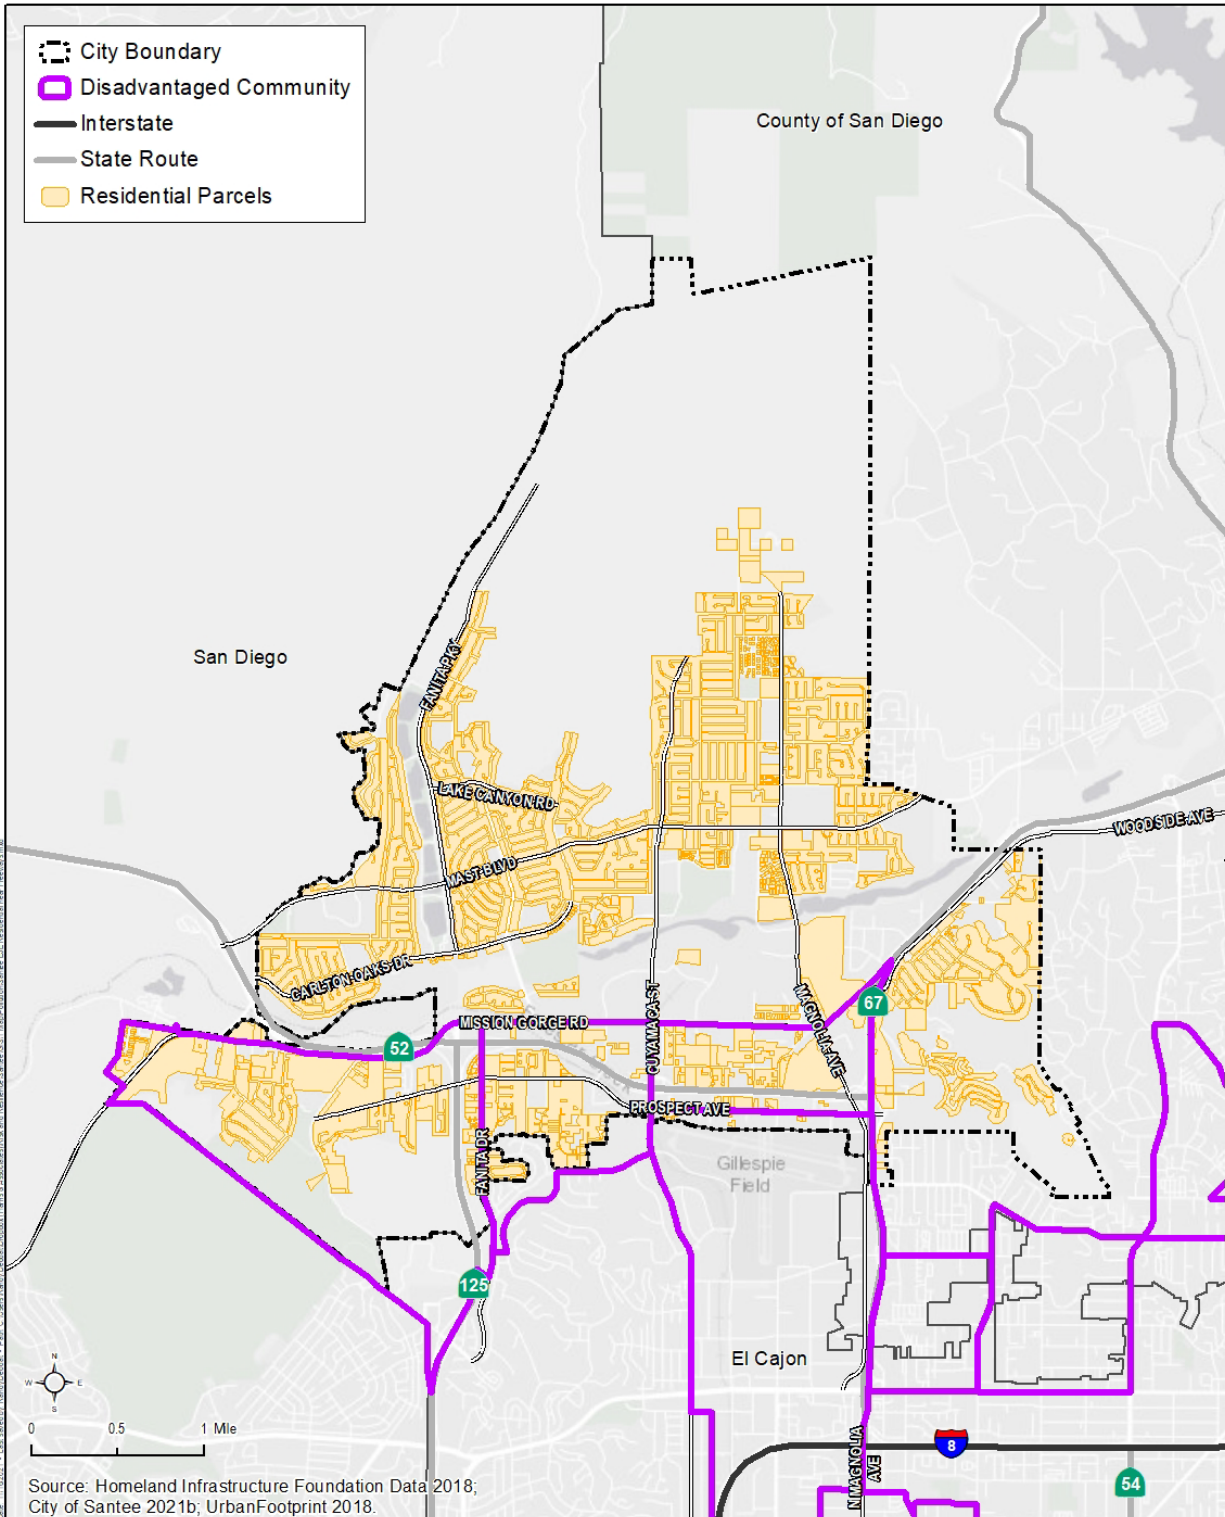 City Boundary
Disadvantaged Community
Interstate
State Route
Residential Parcels
County of San Diego
San Diego
FANITA PKY
LAKE CANYON RD
WOODSIDE AVE
MAST BLVD
CARLTON OAKS DR
MAGNOLIA AVE
67
CUYAMACA ST
MISSION GORGE RD
52
PROSPECT AVE
FANITA DR
Gillespie
Field
125
El Cajon
N
W E
S
0 0.5 1 Mile
N MAGNOLIA
AVE
8
54
Source: Homeland Infrastructure Foundation Data 2018;
City of Santee 2021b; UrbanFootprint 2018.